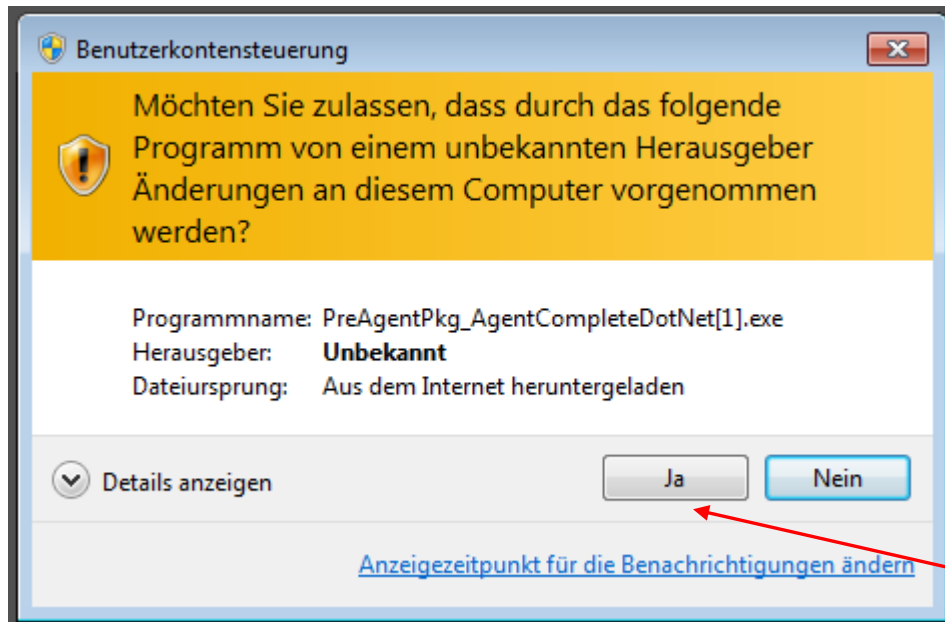 Benutzerkontensteuerung
Möchten Sie zulassen, dass durch das folgende
Programm von einem unbekannten Herausgeber
Änderungen an diesem Computer vorgenommen
werden?
Programmname: PreAgentPkg_AgentCompleteDotNet[1].exe
Herausgeber: Unbekannt
Dateiursprung: Aus dem Internet heruntergeladen
Details anzeigen Ja Nein
Anzeigezeitpunkt für die Benachrichtigungen ändern